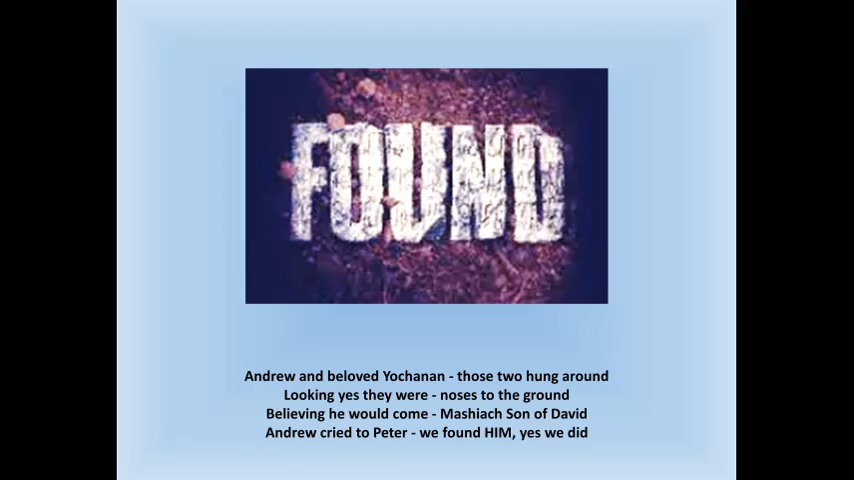 FOUND
Andrew and beloved Yochanan - those two hung around
Looking yes they were - noses to the ground
Believing he would come - Mashiach Son of David
Andrew cried to Peter - we found HIM, yes we did